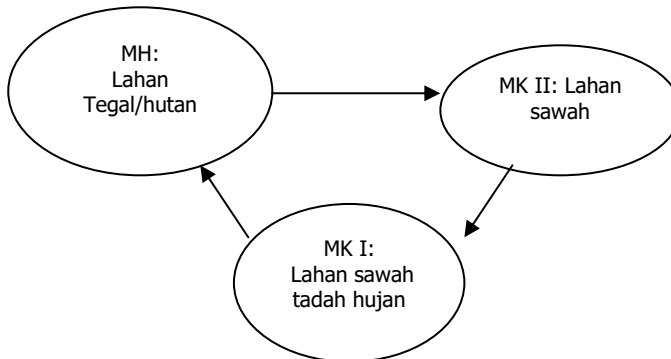 MH:
Lahan
Tegal/hutan
MK II: Lahan
sawah
MK I:
Lahan sawah
tadah hujan